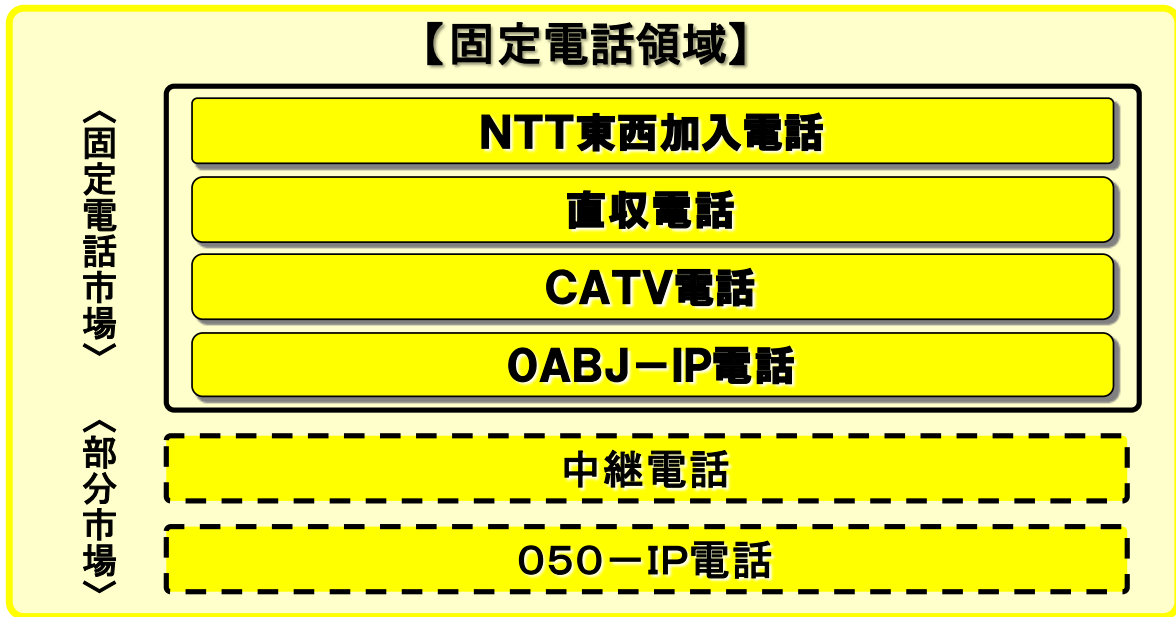 【固定電話領域】
〈固定電話市場〉
NTT東西加入電話
直収電話
CATV電話
0ABJ－IP電話
〈部分市場〉
中継電話
050－IP電話